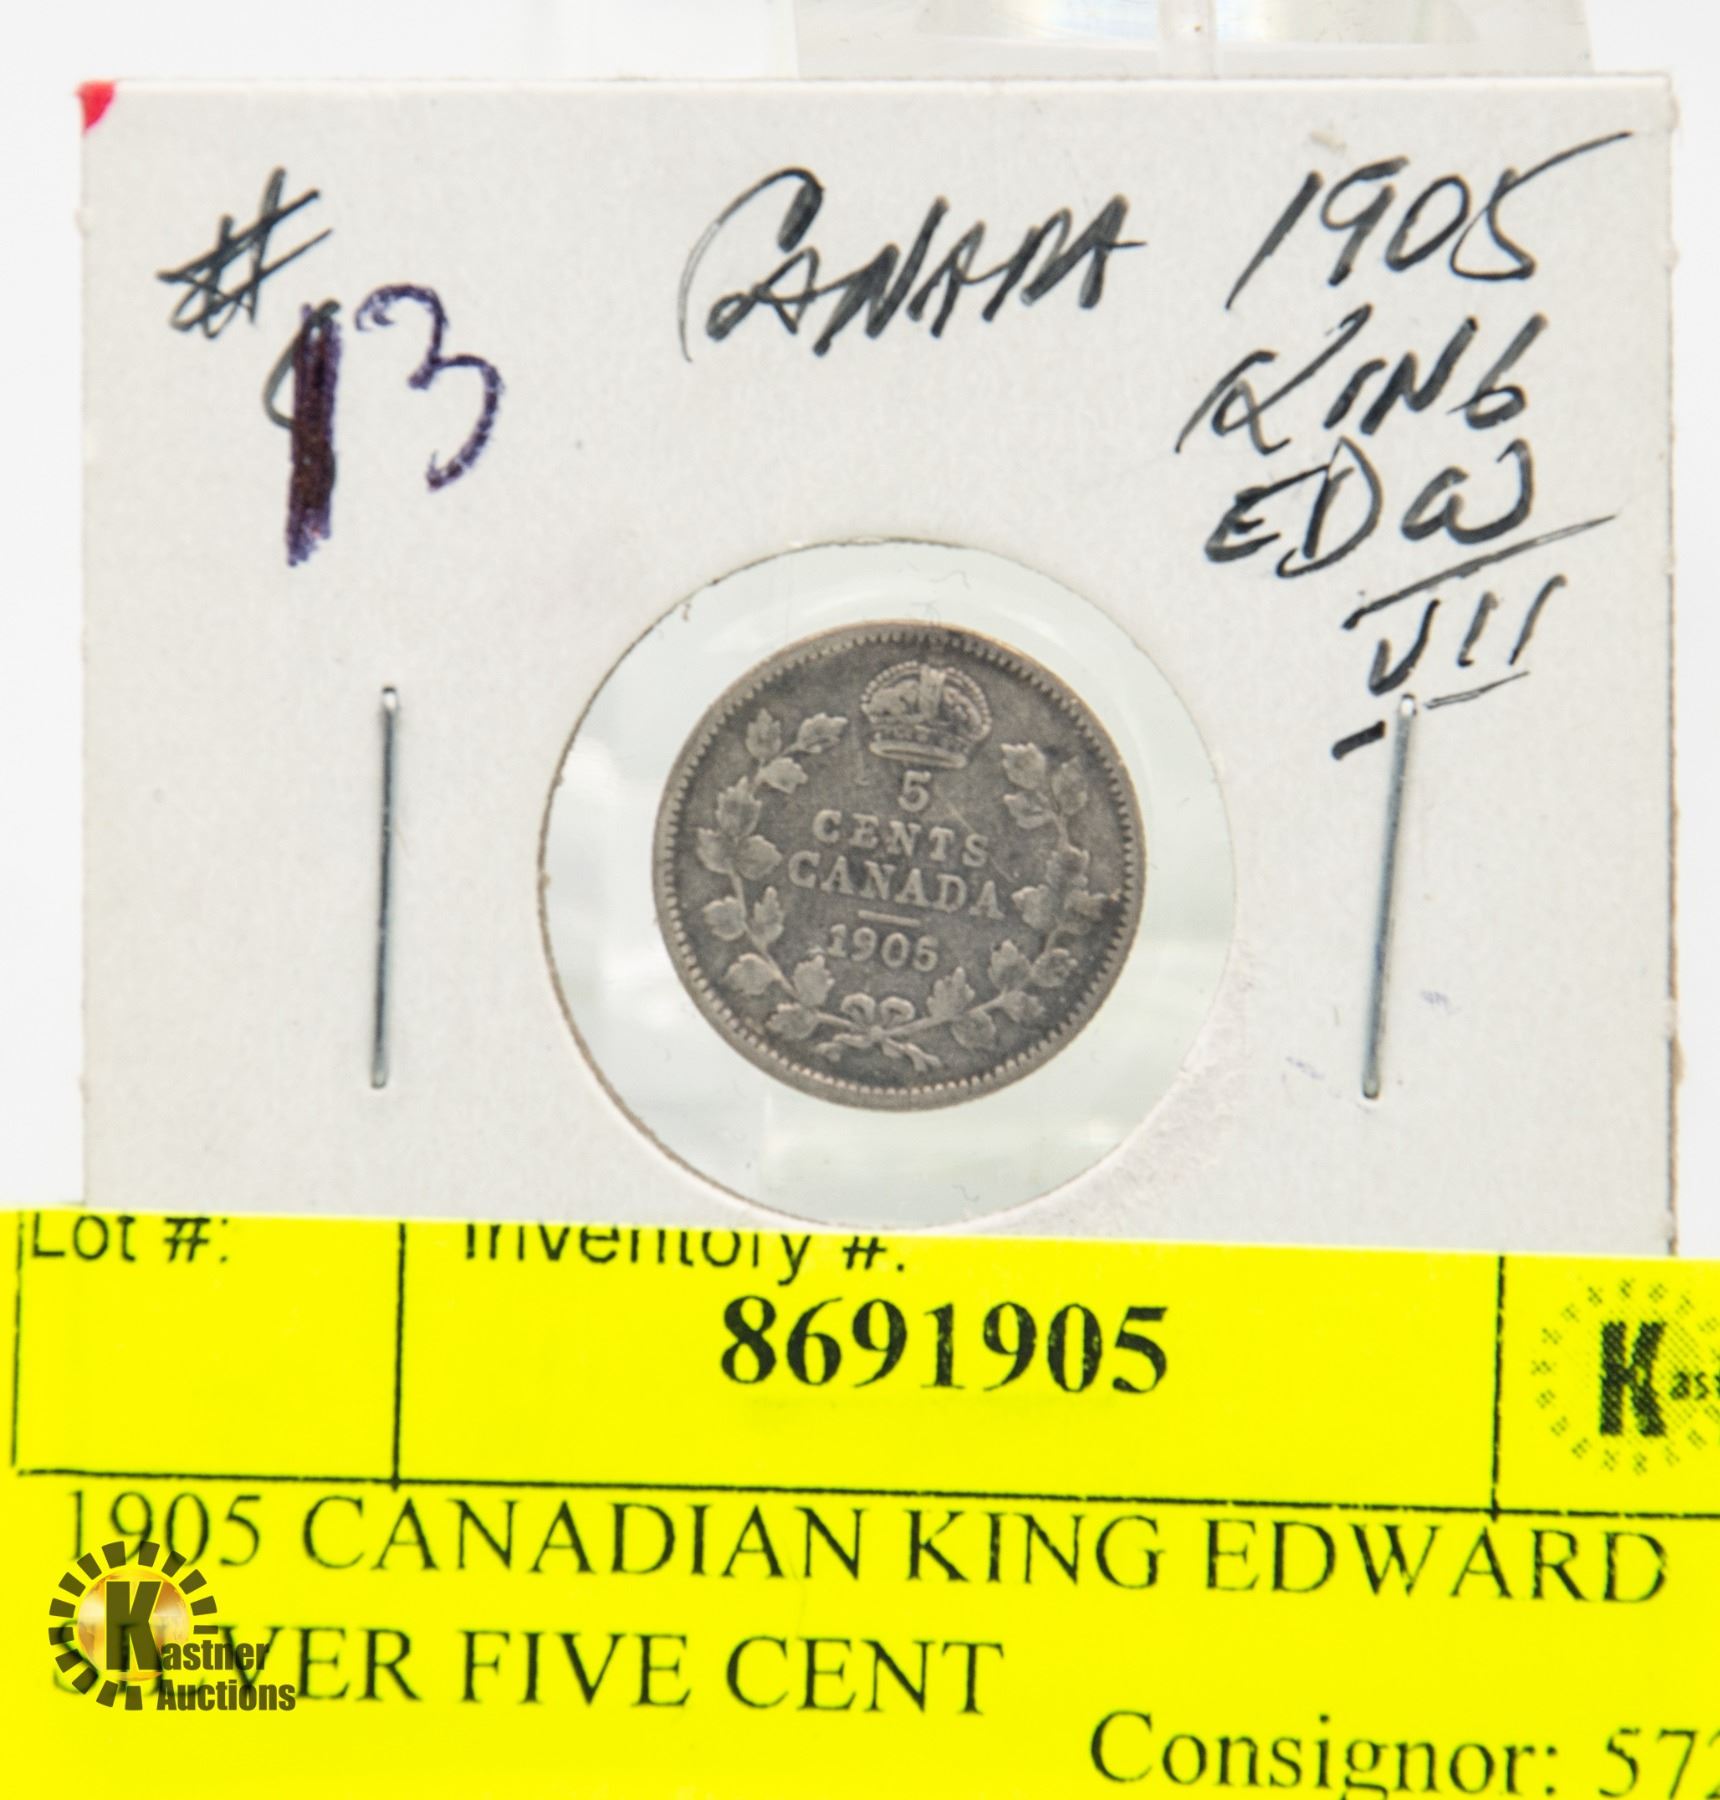 # 13
CANADA 1905
KING
EDW
VII
5
CENTS
CANADA
1905
Lot #: Inventory #:
8691905
Kast
1905 CANADIAN KING EDWARD
SILVER FIVE CENT
Consignor: 572
Kastner
Auctions